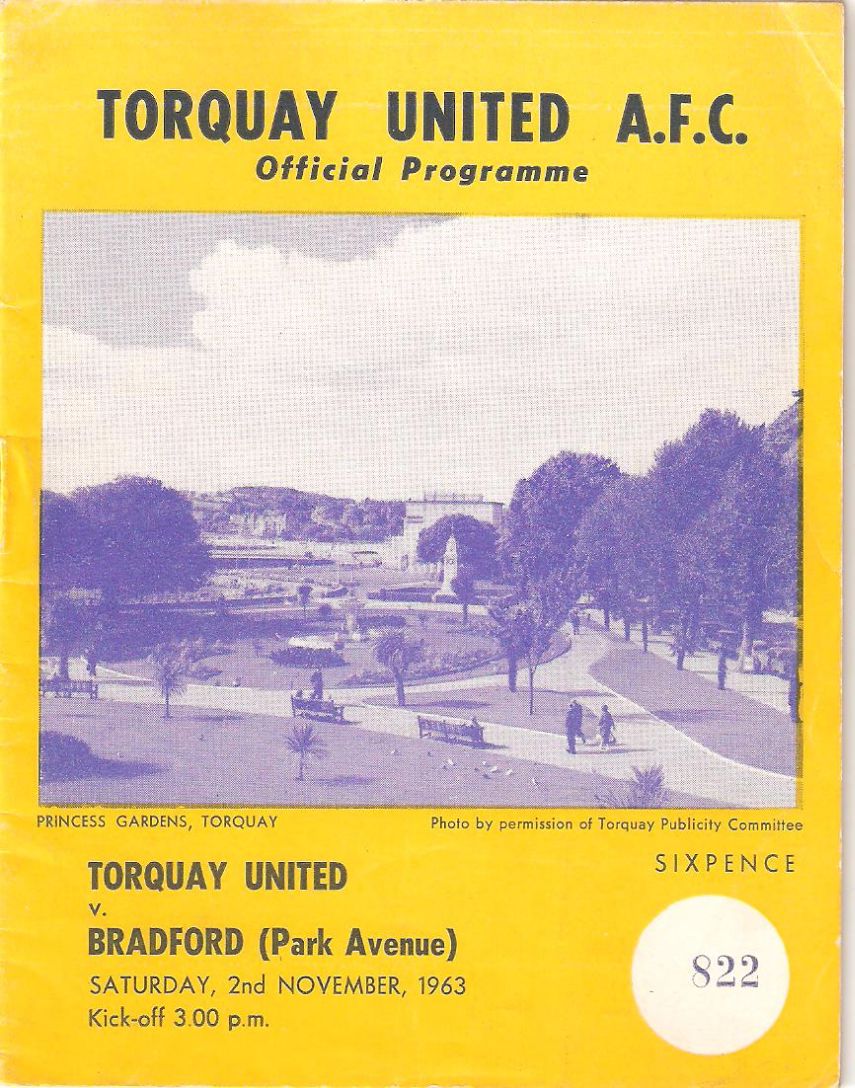 TORQUAY UNITED A.F.C.
Official Programme
PRINCESS GARDENS, TORQUAY
Photo by permission of Torquay Publicity Committee
SIXPENCE
TORQUAY UNITED
v.
BRADFORD (Park Avenue)
SATURDAY, 2nd NOVEMBER, 1963
Kick-off 3.00 p.m.
822